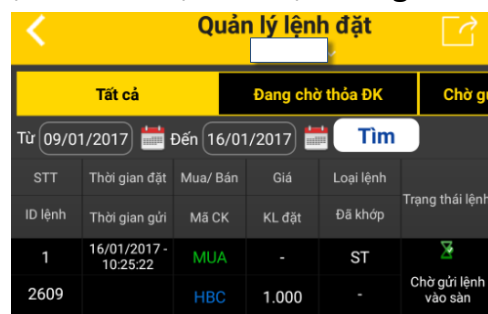 Quản lý lệnh đặt
Tất cả Đang chờ thỏa ĐK Chờ gử
Từ 09/01/2017 Đến 16/01/2017 Tìm
STT Thời gian đặt Mua/ Bán Giá Loại lệnh
Trạng thái lệnh
ID lệnh Thời gian gửi Mã CK KL đặt Đã khớp
1 16/01/2017 - 10:25:22 MUA - ST
2609 HBC 1.000 - Chờ gửi lệnh
vào sàn